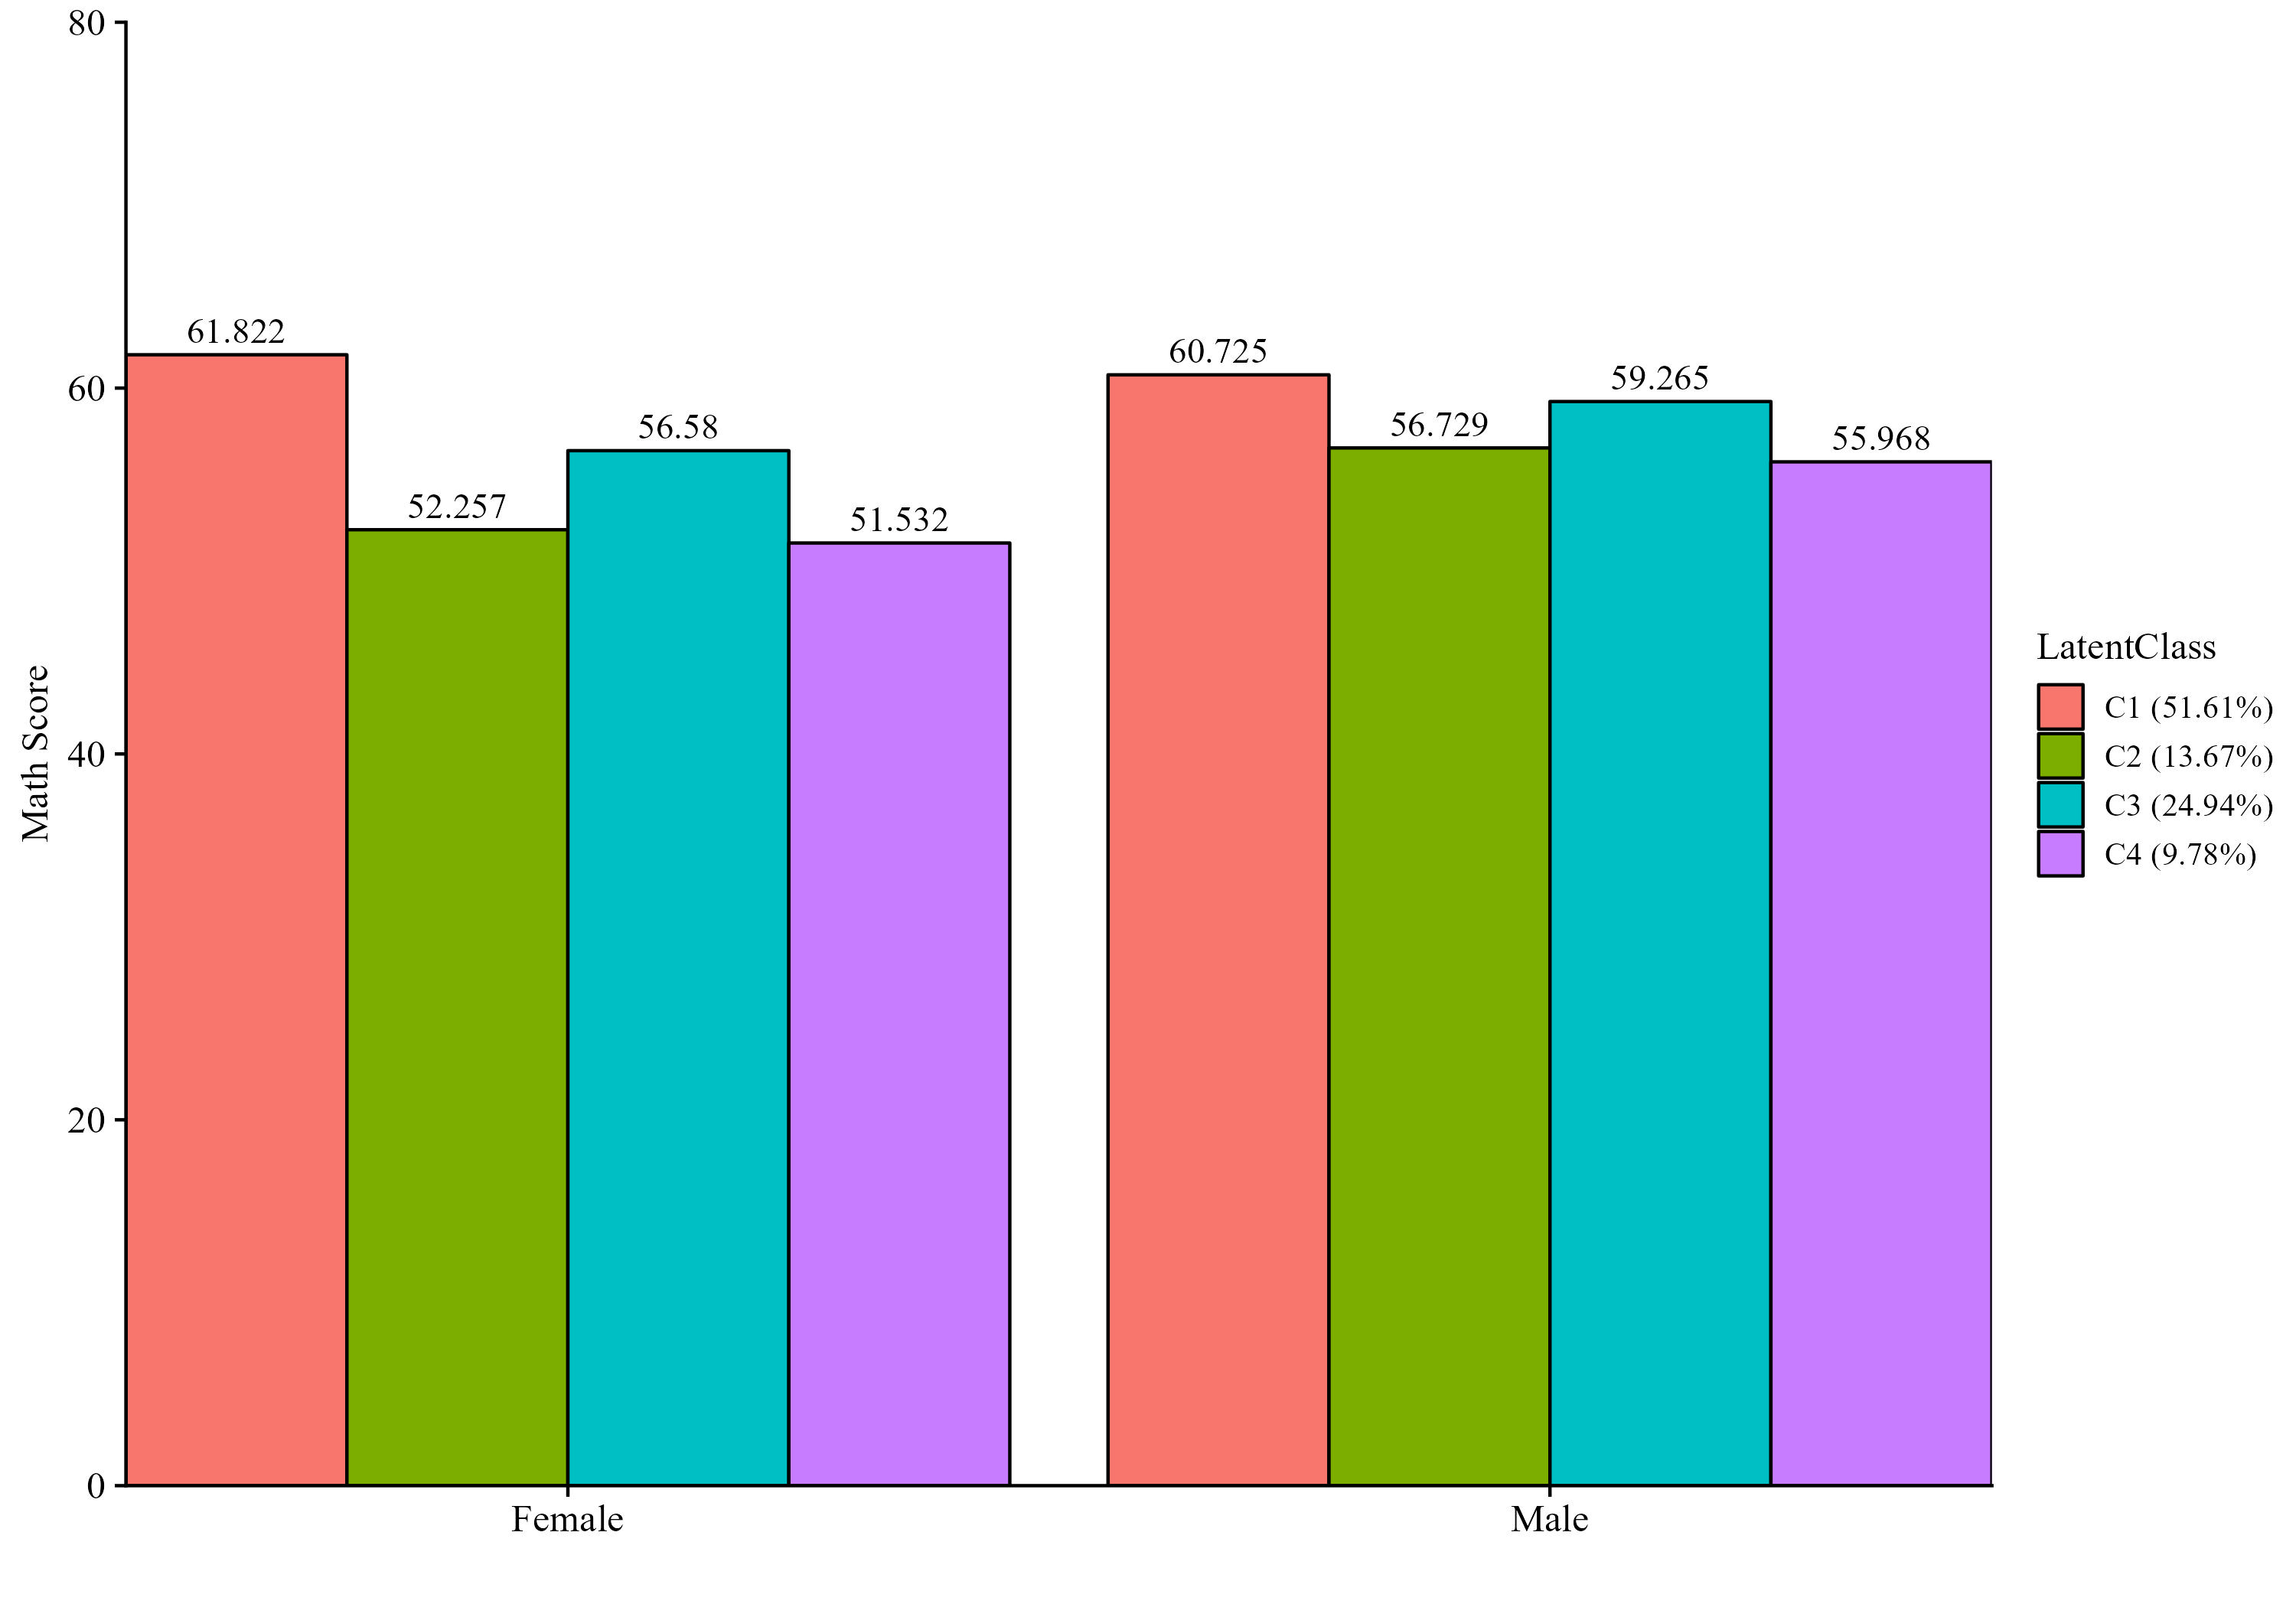 80
60
40
20
0
Math Score
61.822
52.257
56.58
51.532
60.725
56.729
59.265
55.968
Female
Male
LatentClass
C1 (51.61%)
C2 (13.67%)
C3 (24.94%)
C4 (9.78%)